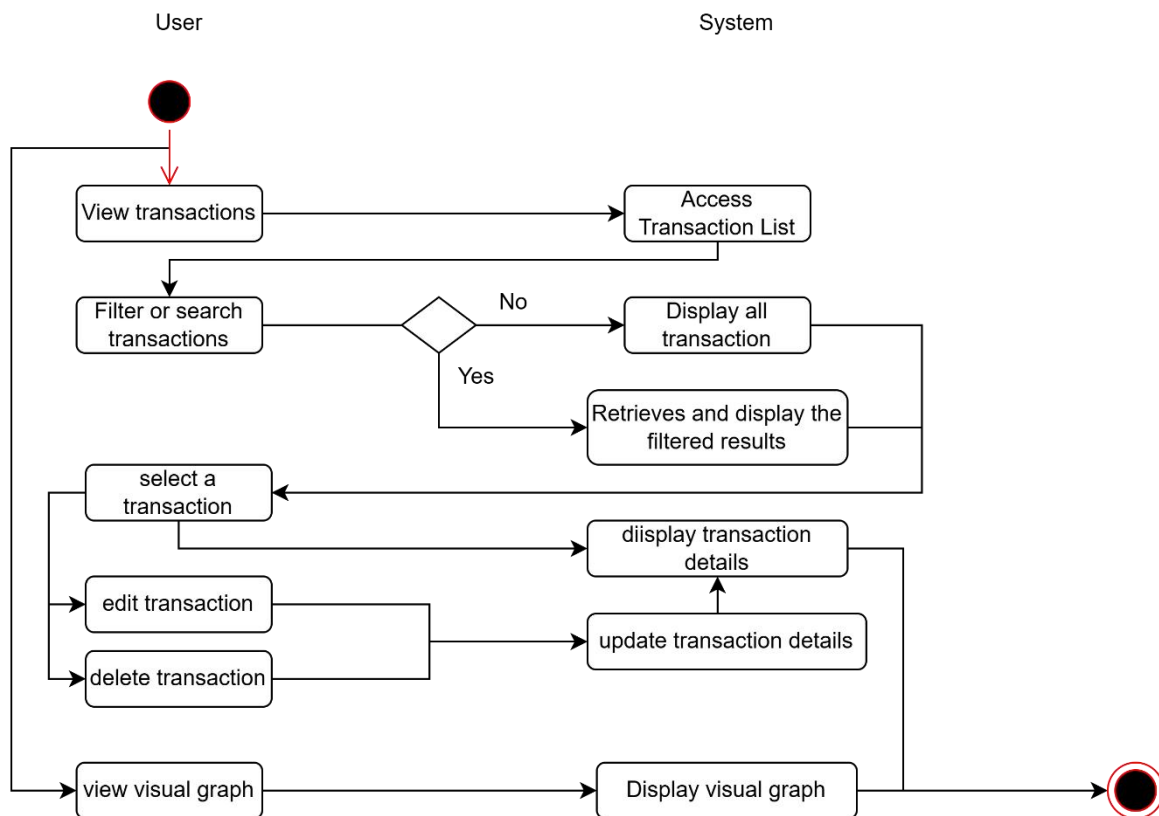 User
System
View transactions
Access
Transaction List
Filter or search
transactions
No
Display all
transaction
Yes
Retrieves and display the
filtered results
select a
transaction
diisplay transaction
details
edit transaction
update transaction details
delete transaction
view visual graph
Display visual graph